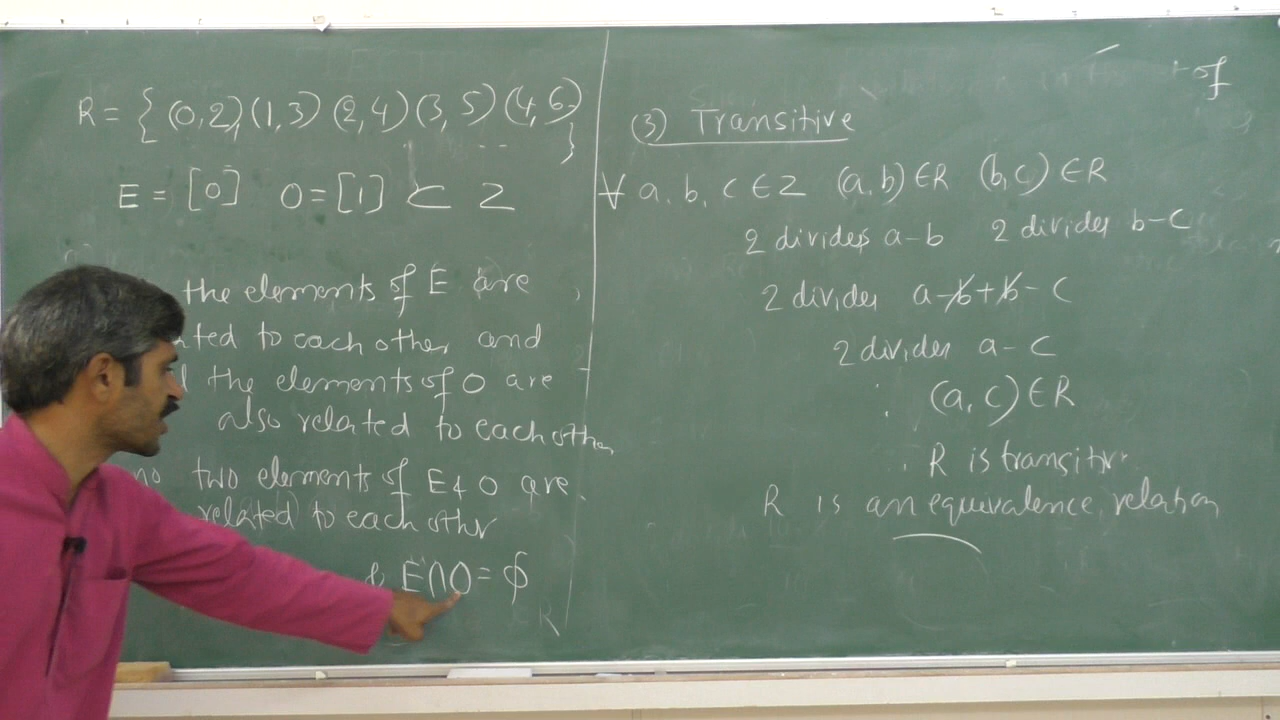 R = { (0,2), (1,3) (2,4) (3,5) (4,6) .. }
E = [0] O = [1] ⊂ Z
the elements of E are
to each other and
the elements of O are
also related to each other
no two elements of E & O are
related to each other
& E∩O = φ
R
of
(3) Transitive
∀ a, b, c ∈ Z (a, b) ∈ R (b, c) ∈ R
2 divides a-b 2 divides b-c
2 divides a-b+b-c
2 divides a-c
(a, c) ∈ R
R is transitive
R is an equivalence relation